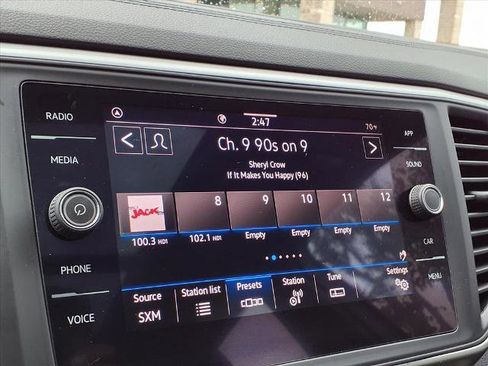 RADIO
MEDIA
PHONE
VOICE
2:47
70°F
Ch. 9 90s on 9
Sheryl Crow
If It Makes You Happy (96)
JACK
8 9 10 11 12
100.3 HD1 102.1 HD1 Empty Empty Empty Empty
Source
SXM
Station list
Presets
Station
Tune
Settings
APP
SOUND
CAR
MENU